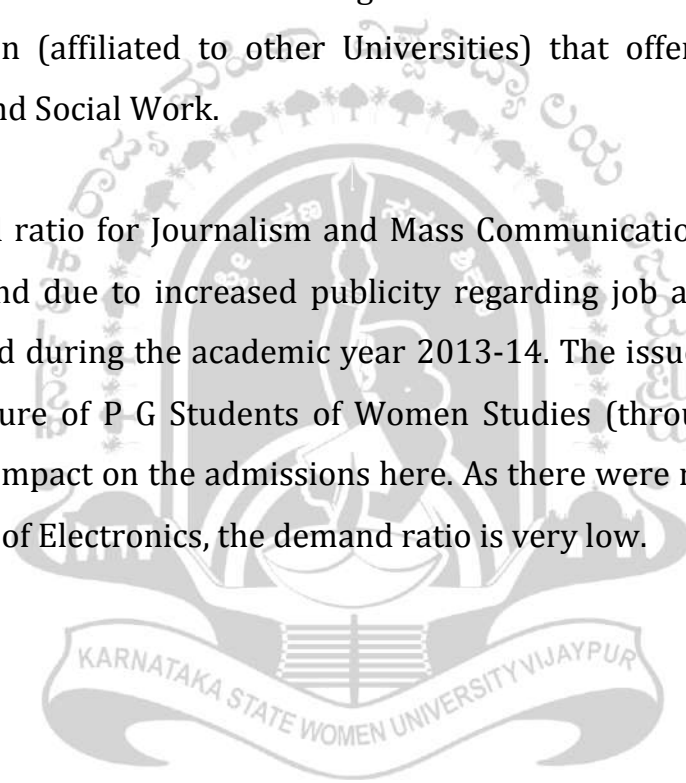 n (affiliated to other Universities) that offer
nd Social Work.
ratio for Journalism and Mass Communicatio
nd due to increased publicity regarding job a
d during the academic year 2013-14. The issue
ure of P G Students of Women Studies (throu
mpact on the admissions here. As there were
of Electronics, the demand ratio is very low.
KARNATAKA STATE WOMEN UNIVERSITY VIJAYPUR